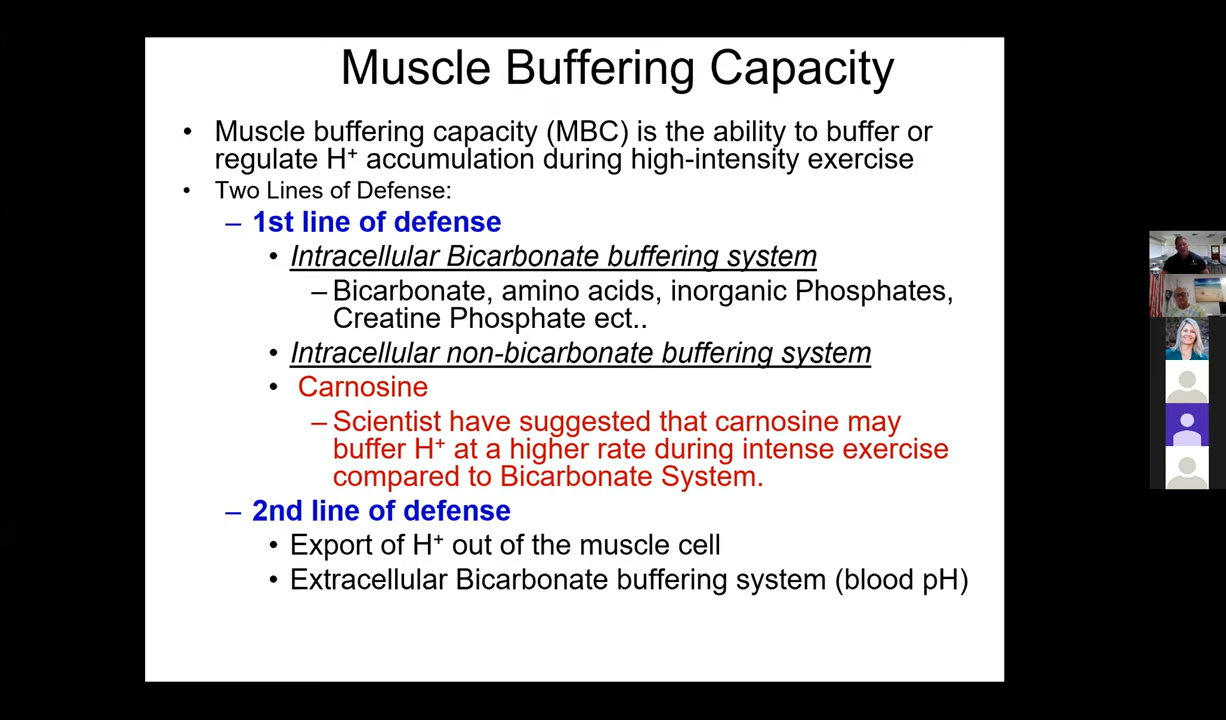 Muscle Buffering Capacity
• Muscle buffering capacity (MBC) is the ability to buffer or
regulate H⁺ accumulation during high-intensity exercise
• Two Lines of Defense:
– 1st line of defense
• Intracellular Bicarbonate buffering system
– Bicarbonate, amino acids, inorganic Phosphates,
Creatine Phosphate ect..
• Intracellular non-bicarbonate buffering system
• Carnosine
– Scientist have suggested that carnosine may
buffer H⁺ at a higher rate during intense exercise
compared to Bicarbonate System.
– 2nd line of defense
• Export of H⁺ out of the muscle cell
• Extracellular Bicarbonate buffering system (blood pH)